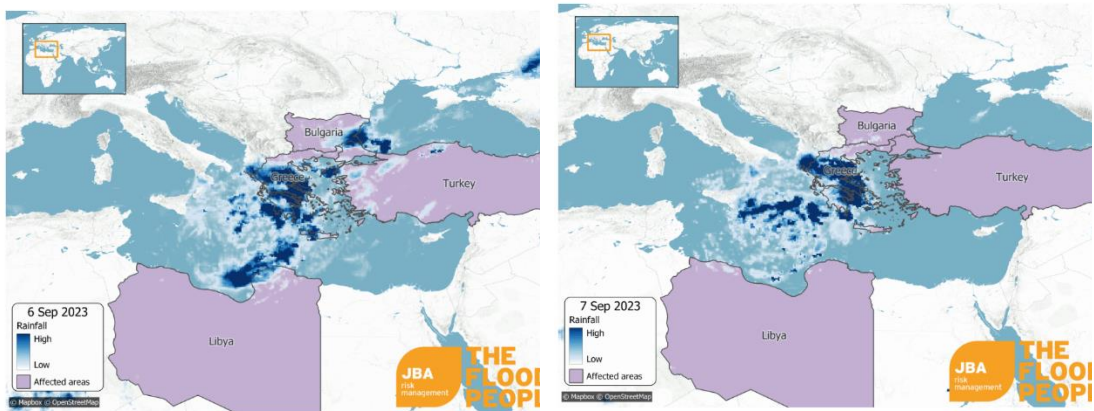 Bulgaria
Greece
Turkey
Libya
6 Sep 2023
Rainfall
High
Low
Affected areas
JBA
risk
management
THE
FLOOD
PEOPLE
© Mapbox © OpenStreetMap
Bulgaria
Greece
Turkey
Libya
7 Sep 2023
Rainfall
High
Low
Affected areas
JBA
risk
management
THE
FLOOD
PEOPLE
© Mapbox © OpenStreetMap